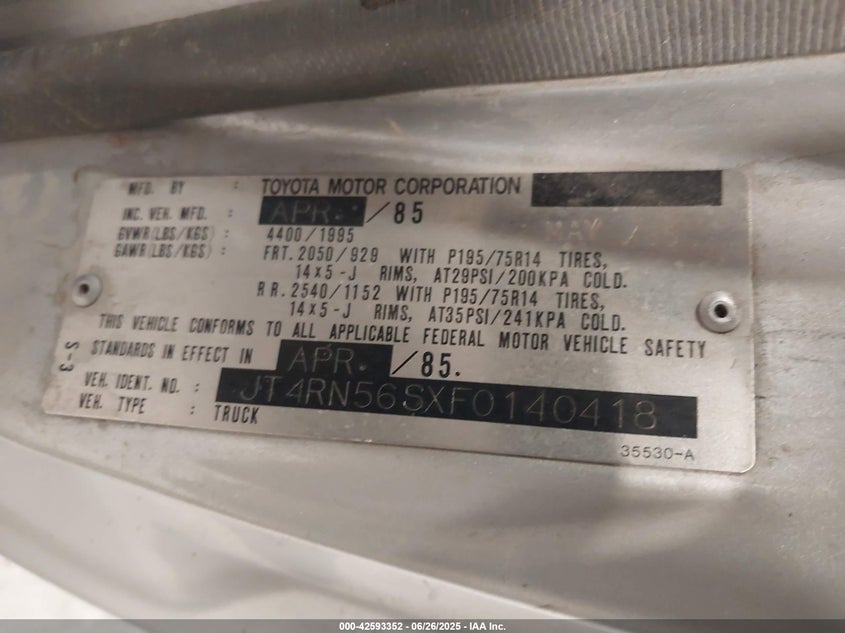 MFD. BY : TOYOTA MOTOR CORPORATION
INC. VEH. MFD. : APR. /85
MAY
GVWR(LBS/KGS) : 4400/1995
GAWR(LBS/KGS) : FRT. 2050/929 WITH P195/75R14 TIRES,
14x5-J RIMS, AT29PSI/200KPA COLD.
RR. 2540/1152 WITH P195/75R14 TIRES,
14x5-J RIMS, AT35PSI/241KPA COLD.
THIS VEHICLE CONFORMS TO ALL APPLICABLE FEDERAL MOTOR VEHICLE SAFETY
STANDARDS IN EFFECT IN APR. /85.
S-3
VEH. IDENT. NO. : JT4RN56SXF0140418
VEH. TYPE : TRUCK
35530-A
000-42593352 | 06/26/2025 - IAA Inc.